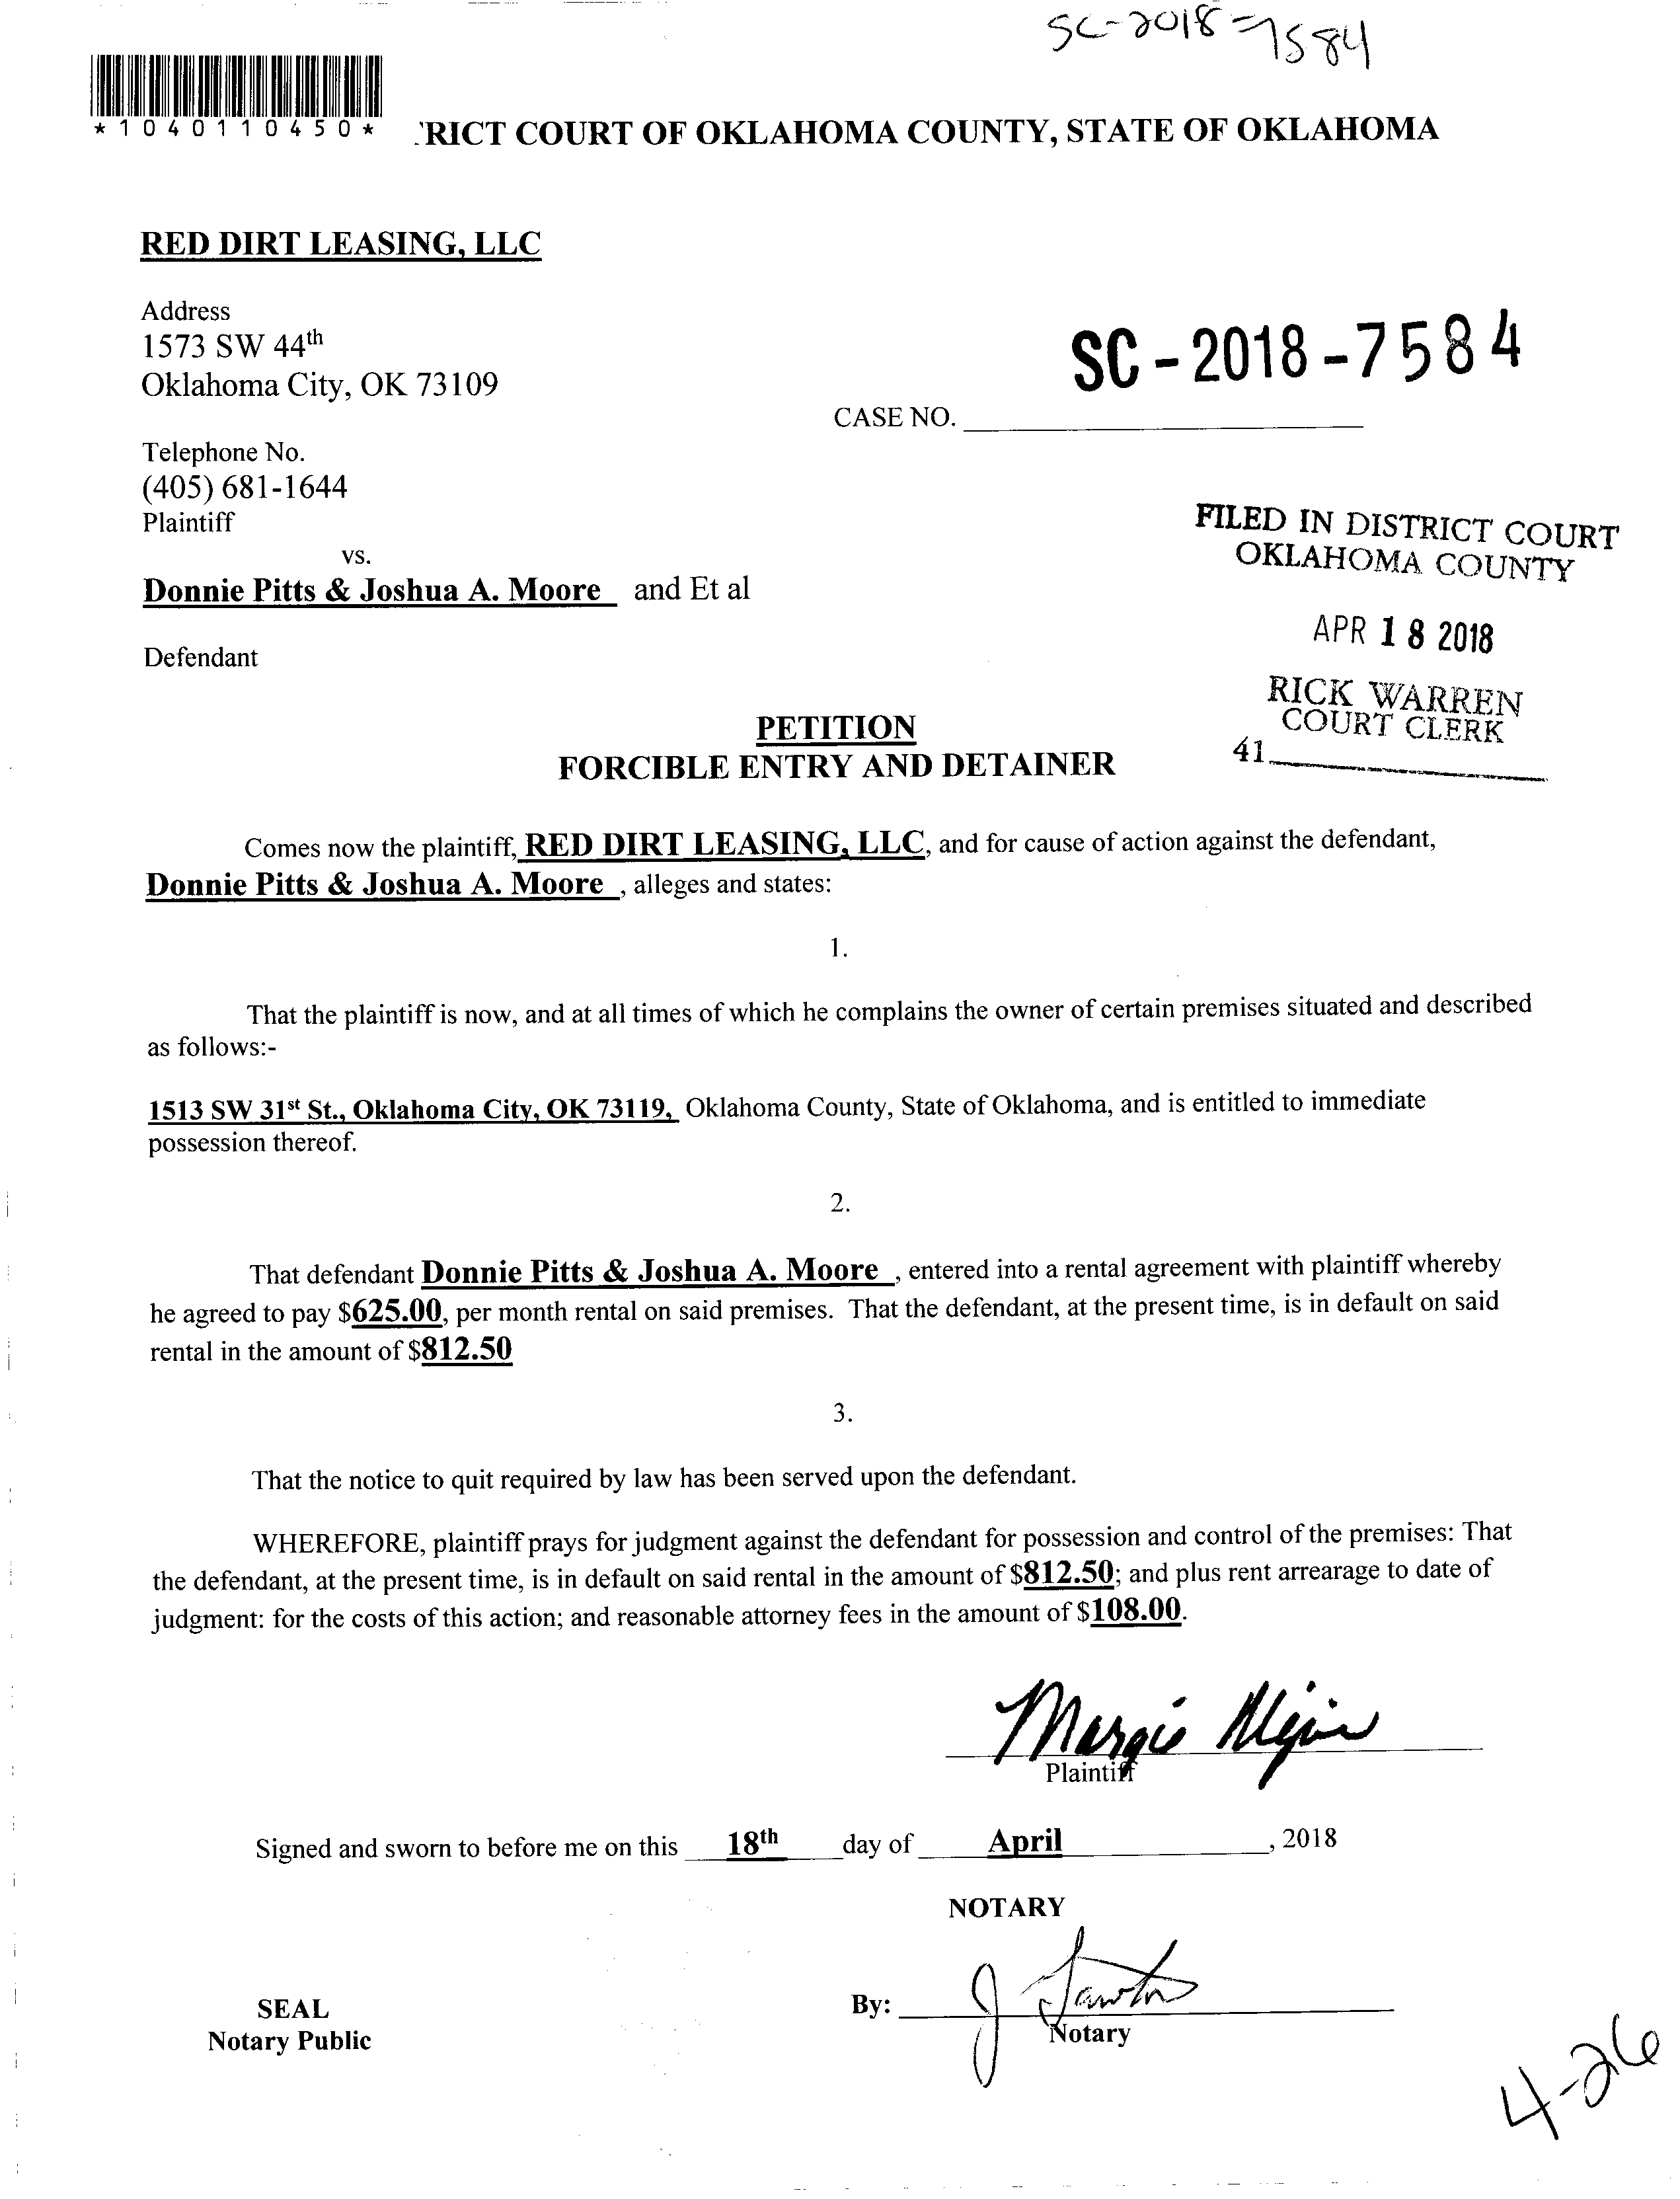 SC-2018-7584
*1040110450*
RICT COURT OF OKLAHOMA COUNTY, STATE OF OKLAHOMA
RED DIRT LEASING, LLC
Address
1573 SW 44th
Oklahoma City, OK 73109
SC-2018-7584
CASE NO.
Telephone No.
(405) 681-1644
Plaintiff
vs.
Donnie Pitts & Joshua A. Moore and Et al
Defendant
FILED IN DISTRICT COURT
OKLAHOMA COUNTY
APR 18 2018
RICK WARREN
COURT CLERK
41
PETITION
FORCIBLE ENTRY AND DETAINER
Comes now the plaintiff, RED DIRT LEASING, LLC, and for cause of action against the defendant,
Donnie Pitts & Joshua A. Moore , alleges and states:
1.
That the plaintiff is now, and at all times of which he complains the owner of certain premises situated and described
as follows:-
1513 SW 31st St., Oklahoma City, OK 73119, Oklahoma County, State of Oklahoma, and is entitled to immediate
possession thereof.
2.
That defendant Donnie Pitts & Joshua A. Moore , entered into a rental agreement with plaintiff whereby
he agreed to pay $625.00, per month rental on said premises. That the defendant, at the present time, is in default on said
rental in the amount of $812.50
3.
That the notice to quit required by law has been served upon the defendant.
WHEREFORE, plaintiff prays for judgment against the defendant for possession and control of the premises: That
the defendant, at the present time, is in default on said rental in the amount of $812.50; and plus rent arrearage to date of
judgment: for the costs of this action; and reasonable attorney fees in the amount of $108.00.
Margie
Plaintiff
Signed and sworn to before me on this 18th day of April , 2018
NOTARY
By: J
Notary
SEAL
Notary Public
4-26